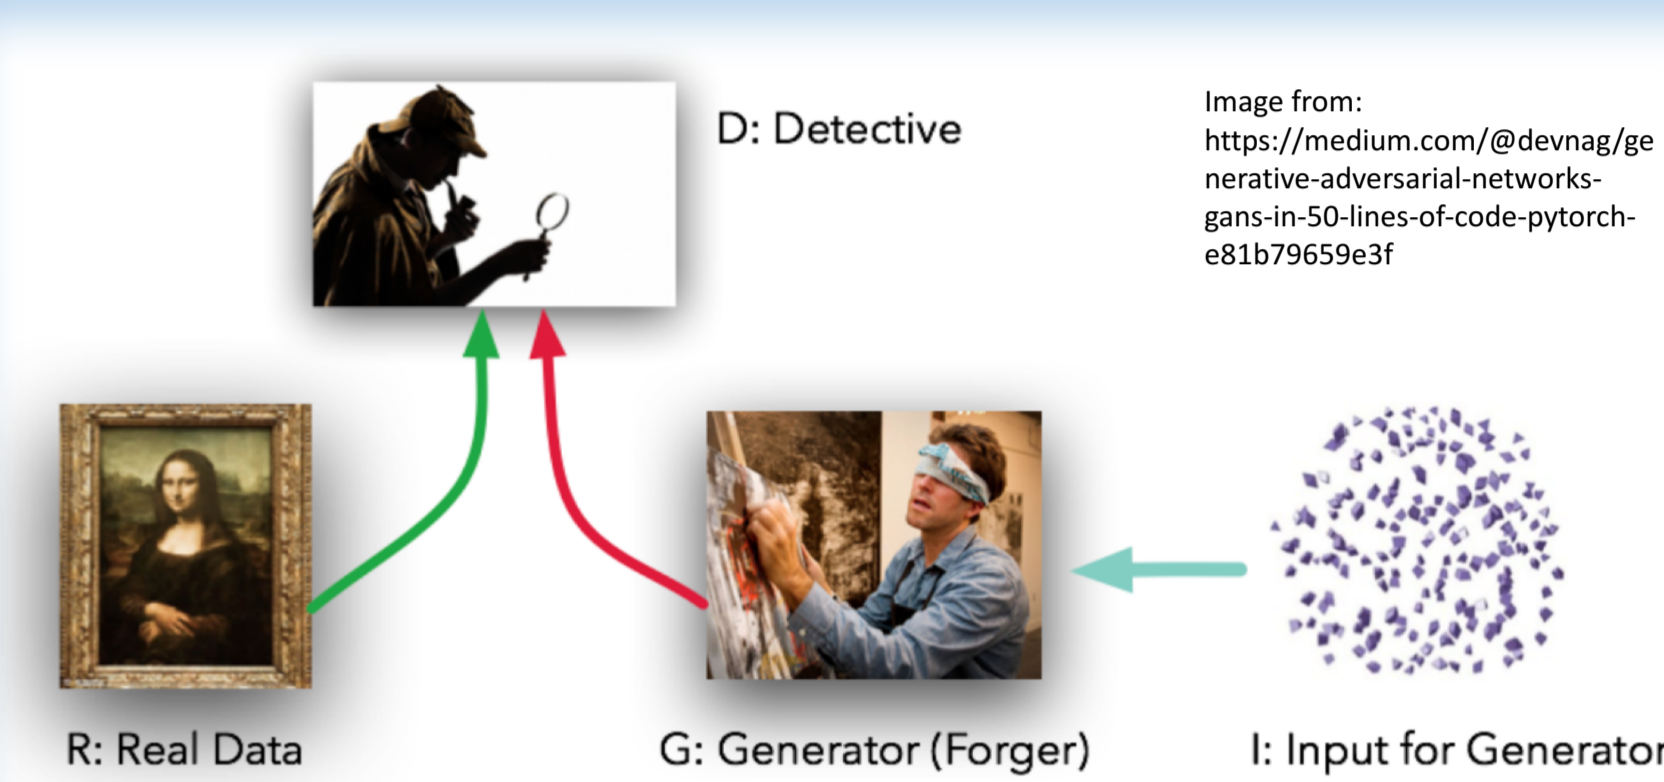 D: Detective
Image from:
https://medium.com/@devnag/ge
nerative-adversarial-networks-
gans-in-50-lines-of-code-pytorch-
e81b79659e3f
R: Real Data
G: Generator (Forger)
I: Input for Generator